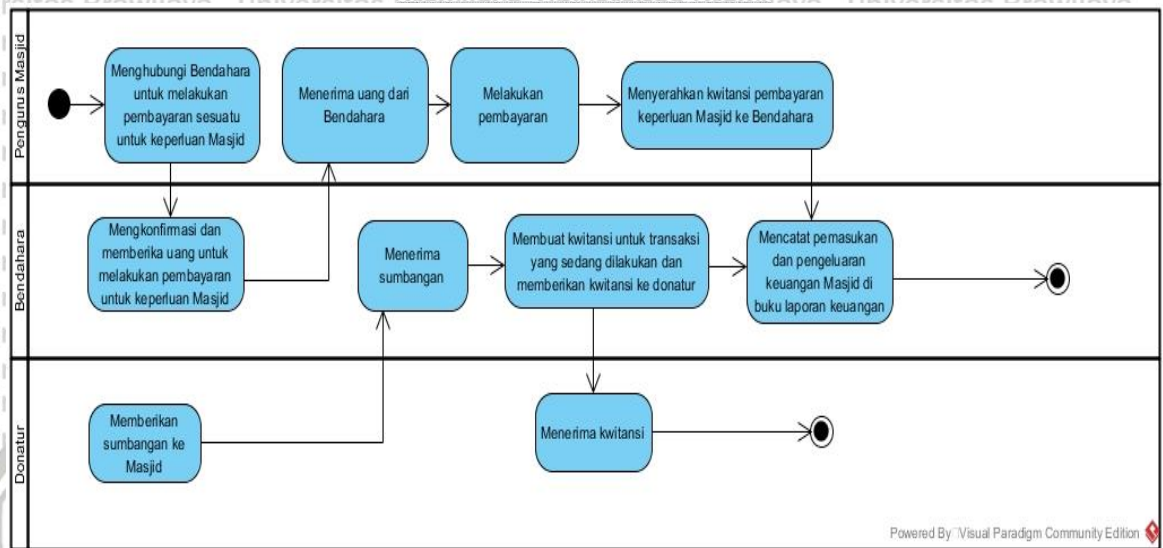 Pengurus Masjid
Menghubungi Bendahara
untuk melakukan
pembayaran sesuatu
untuk keperluan Masjid
Menerima uang dari
Bendahara
Melakukan
pembayaran
Menyerahkan kwitansi pembayaran
keperluan Masjid ke Bendahara
Bendahara
Mengkonfirmasi dan
memberika uang untuk
melakukan pembayaran
untuk keperluan Masjid
Menerima
sumbangan
Membuat kwitansi untuk transaksi
yang sedang dilakukan dan
memberikan kwitansi ke donatur
Mencatat pemasukan
dan pengeluaran
keuangan Masjid di
buku laporan keuangan
Donatur
Memberikan
sumbangan ke
Masjid
Menerima kwitansi
Powered By Visual Paradigm Community Edition